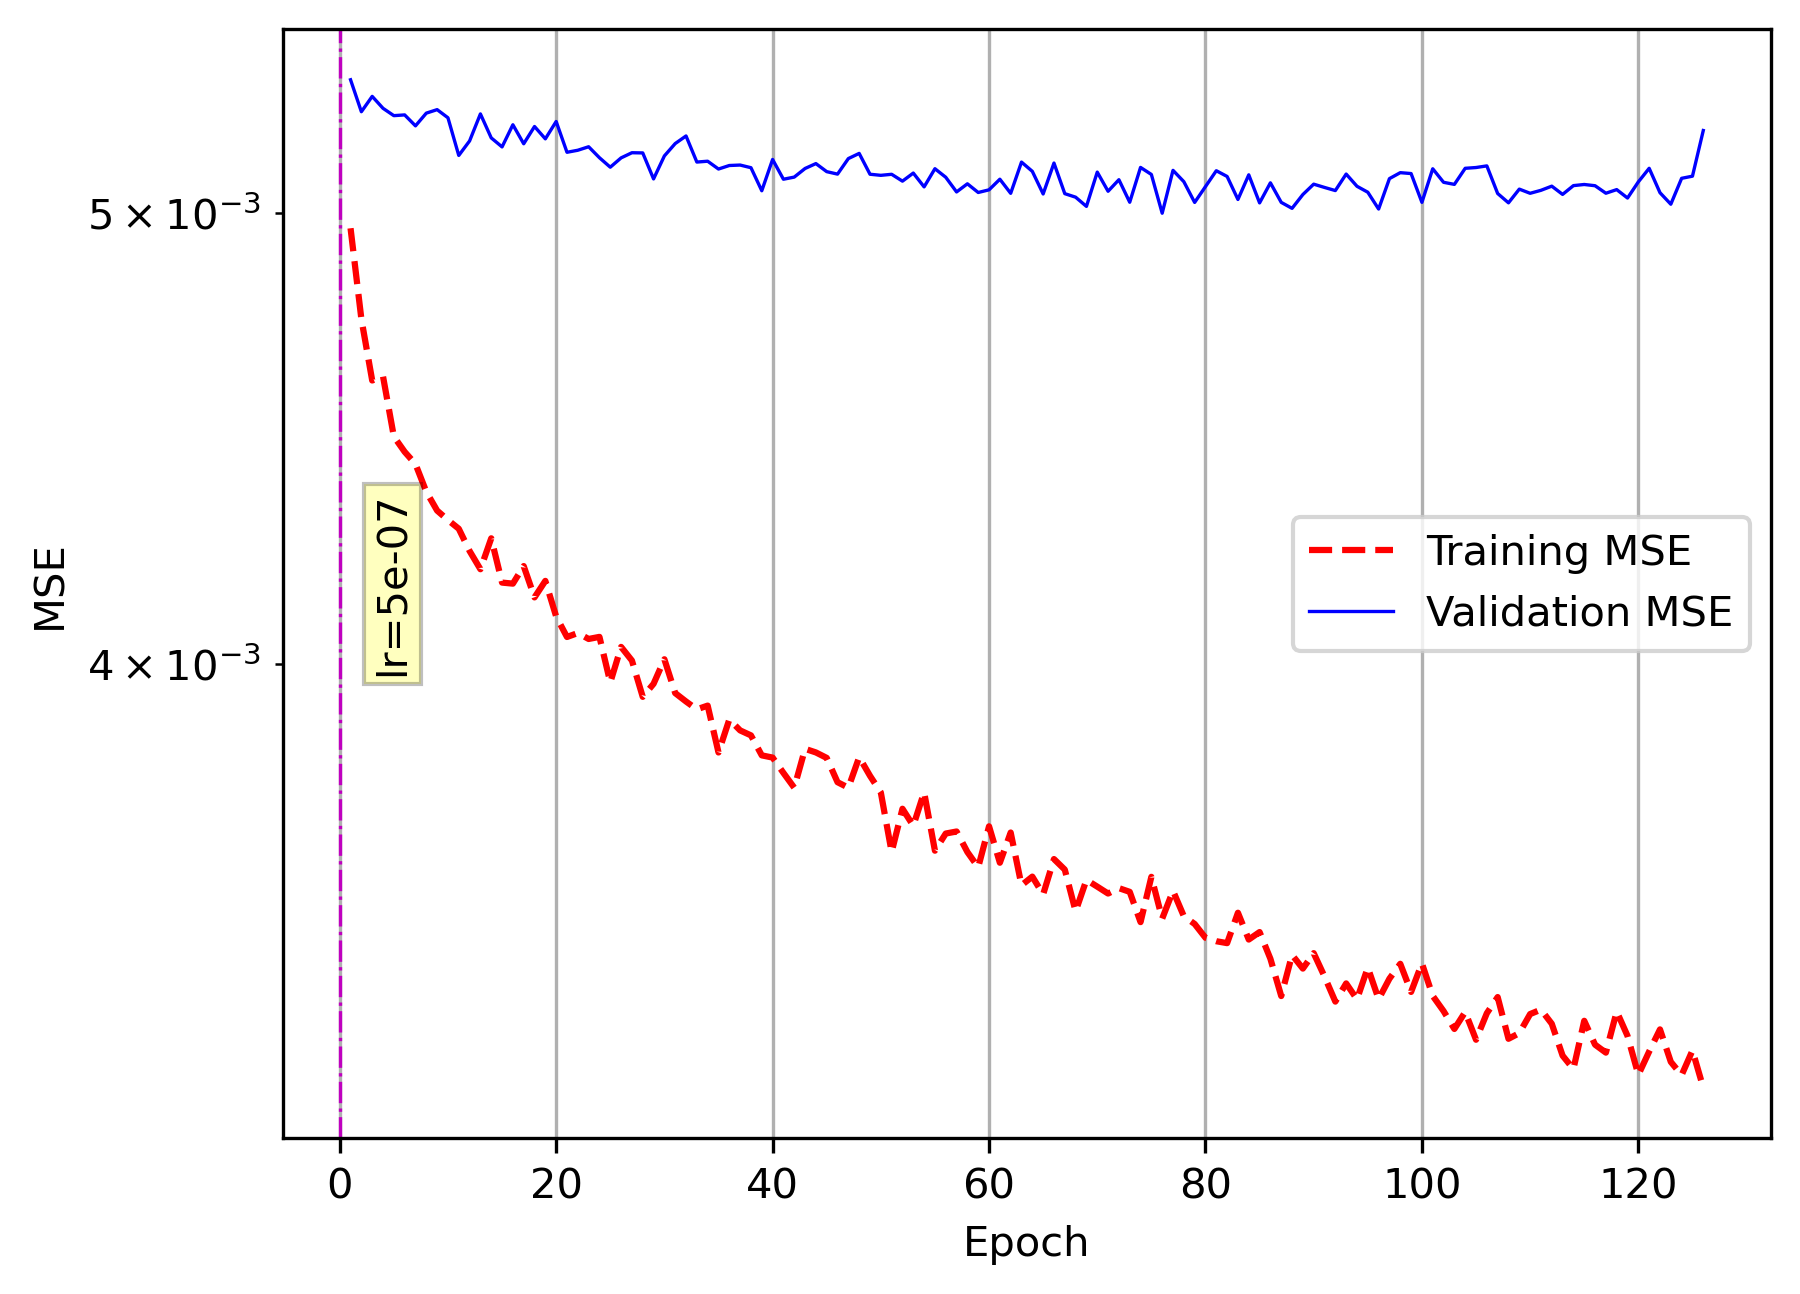 MSE
5 × 10⁻³
4 × 10⁻³
lr=5e-07
Training MSE
Validation MSE
0 20 40 60 80 100 120
Epoch